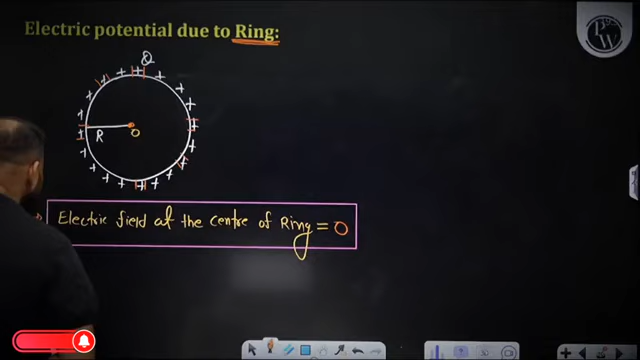 Electric potential due to Ring:
Q
+ + + + + + + + + + + + + + + + + + + +
R
O
Electric field at the centre of Ring = 0
P W